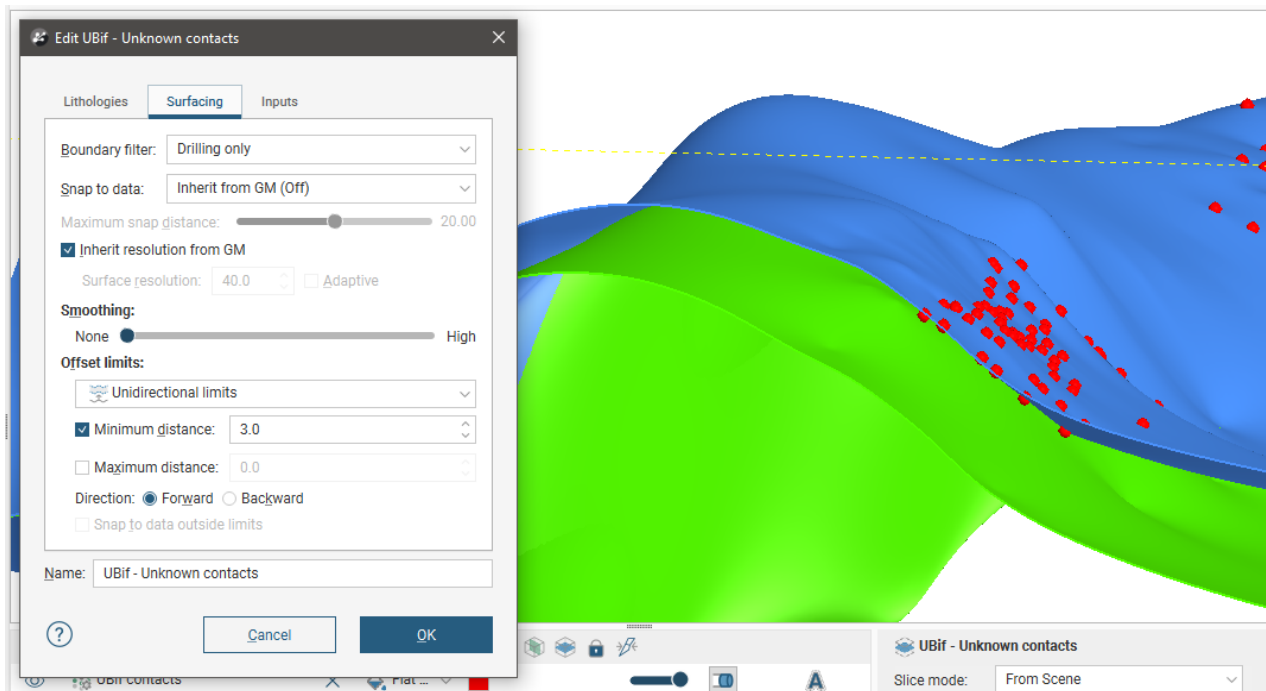 Edit UBif - Unknown contacts
Lithologies Surfacing Inputs
Boundary filter: Drilling only
Snap to data: Inherit from GM (Off)
Maximum snap distance: 20.00
Inherit resolution from GM
Surface resolution: 40.0 Adaptive
Smoothing:
None High
Offset limits:
Unidirectional limits
Minimum distance: 3.0
Maximum distance: 0.0
Direction: Forward Backward
Snap to data outside limits
Name: UBif - Unknown contacts
? Cancel OK
UBif - Unknown contacts
UBif contacts Flat ... A
Slice mode: From Scene